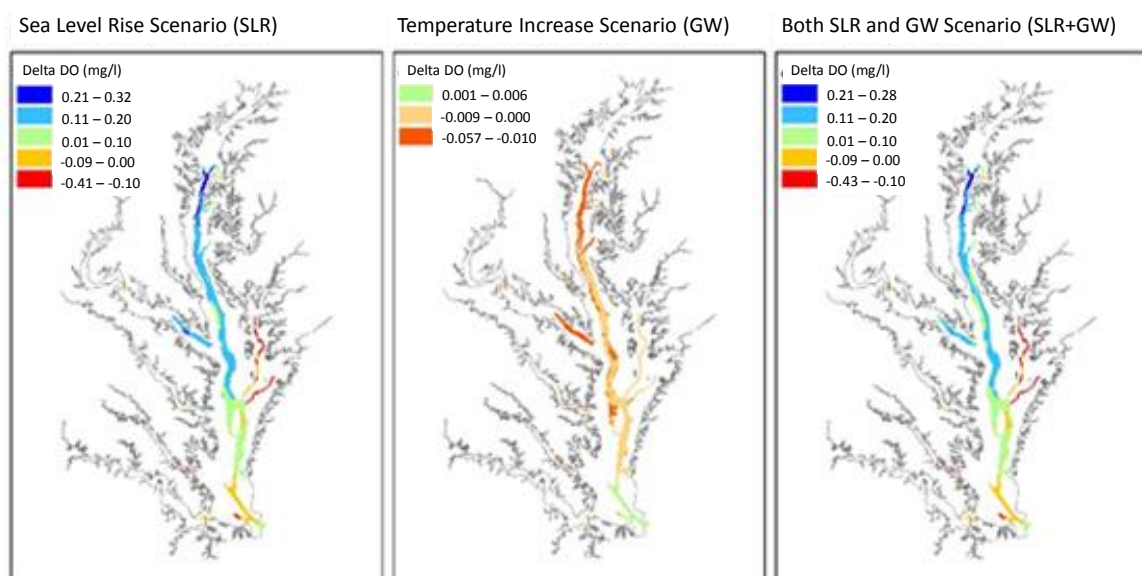 Sea Level Rise Scenario (SLR)
Delta DO (mg/l)
0.21 – 0.32
0.11 – 0.20
0.01 – 0.10
-0.09 – 0.00
-0.41 – -0.10
Temperature Increase Scenario (GW)
Delta DO (mg/l)
0.001 – 0.006
-0.009 – 0.000
-0.057 – -0.010
Both SLR and GW Scenario (SLR+GW)
Delta DO (mg/l)
0.21 – 0.28
0.11 – 0.20
0.01 – 0.10
-0.09 – 0.00
-0.43 – -0.10